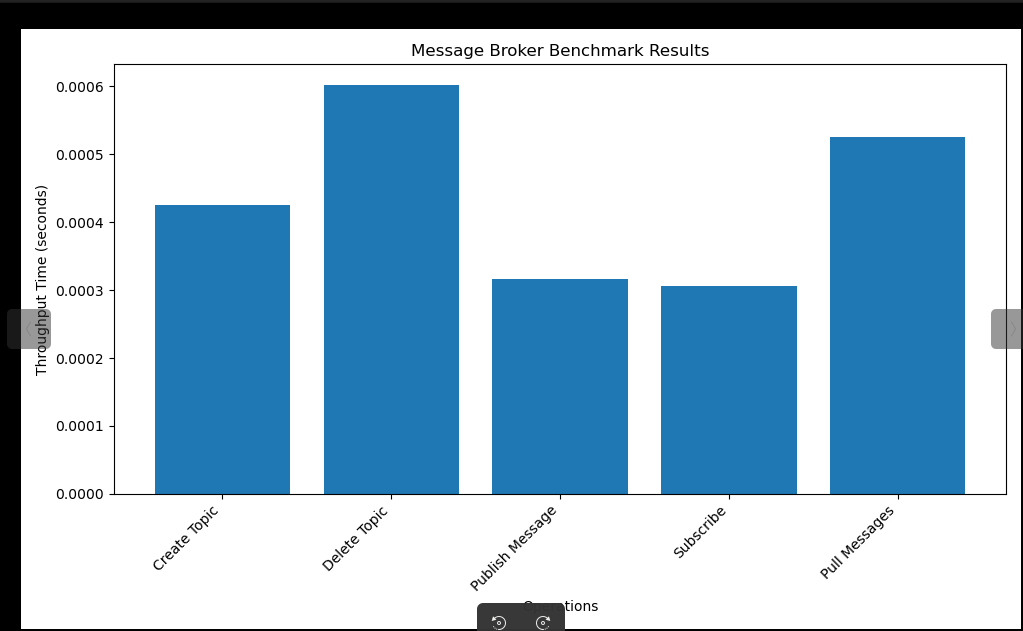 Message Broker Benchmark Results
Throughput Time (seconds)
0.0006
0.0005
0.0004
0.0003
0.0002
0.0001
0.0000
Create Topic
Delete Topic
Publish Message
Subscribe
Pull Messages
Operations